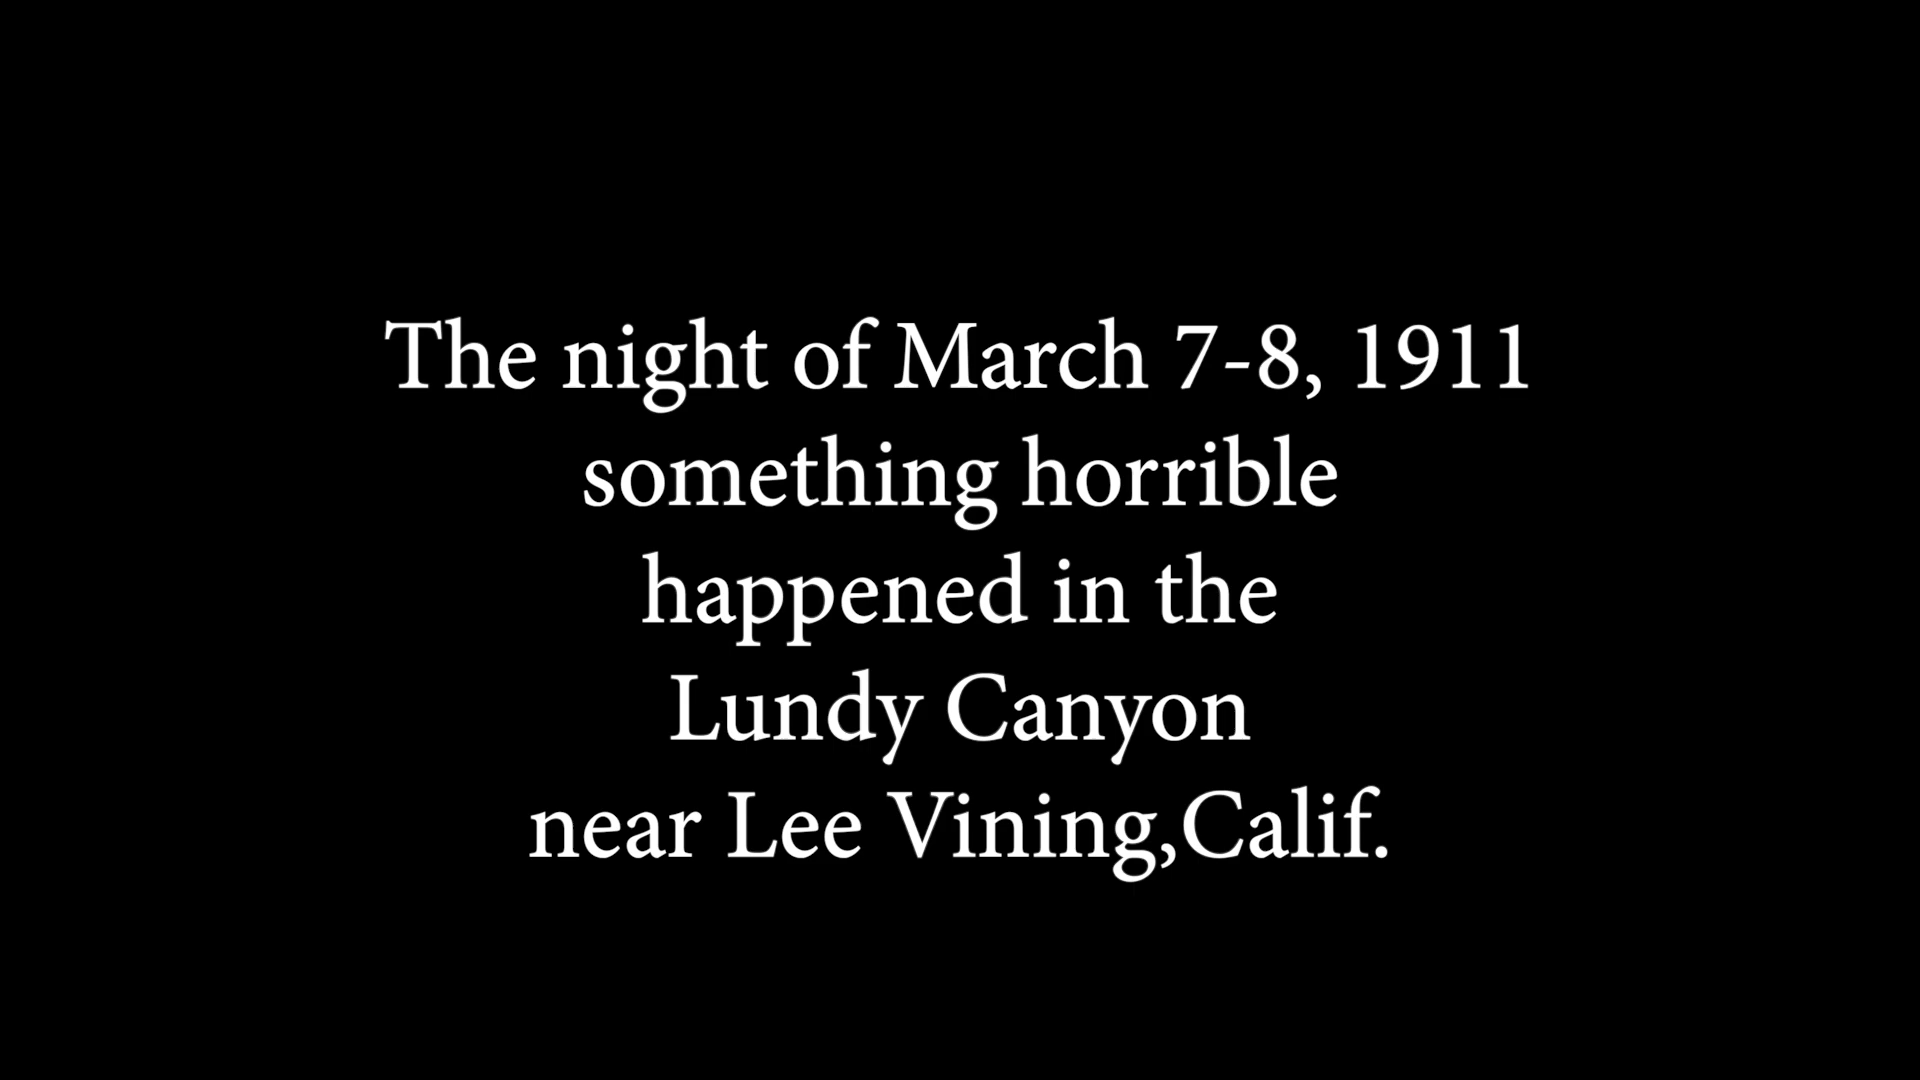 The night of March 7-8, 1911
something horrible
happened in the
Lundy Canyon
near Lee Vining,Calif.